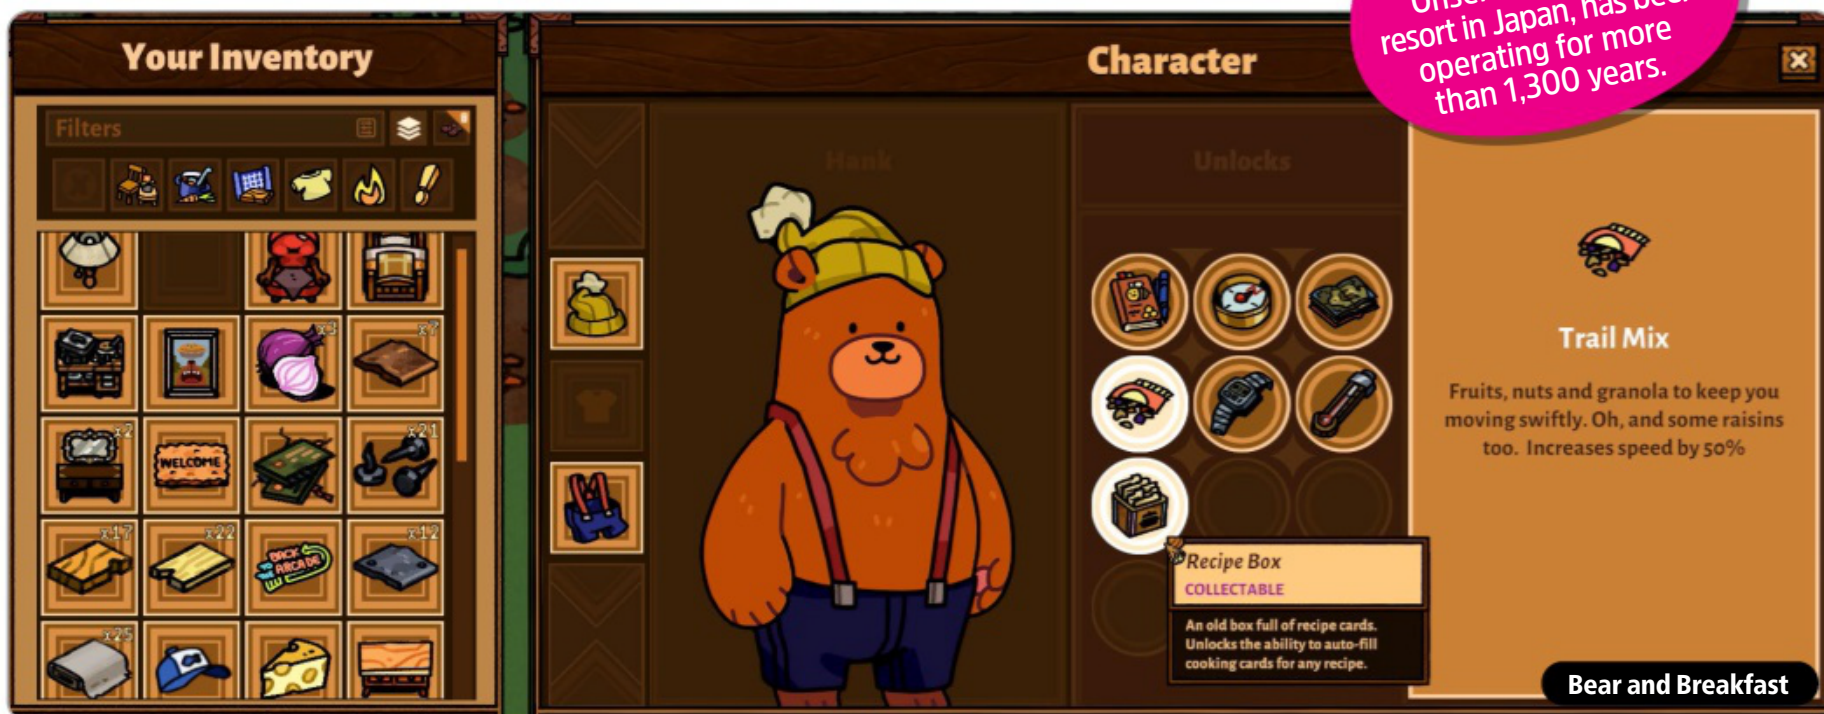 Your Inventory
Filters
x3
x7
x2
WELCOME
x21
x17
x22
BACK
TO
THE ARCADE
x12
x25
Character
resort in Japan, has been
operating for more
than 1,300 years.
Hank
Unlocks
Trail Mix
Fruits, nuts and granola to keep you
moving swiftly. Oh, and some raisins
too. Increases speed by 50%
Recipe Box
COLLECTABLE
An old box full of recipe cards.
Unlocks the ability to auto-fill
cooking cards for any recipe.
Bear and Breakfast